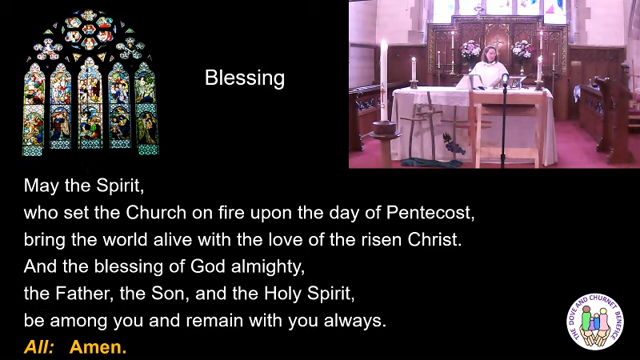 Blessing
May the Spirit,
who set the Church on fire upon the day of Pentecost,
bring the world alive with the love of the risen Christ.
And the blessing of God almighty,
the Father, the Son, and the Holy Spirit,
be among you and remain with you always.
All: Amen.
THE DOVE AND CHURNET BENEFICE